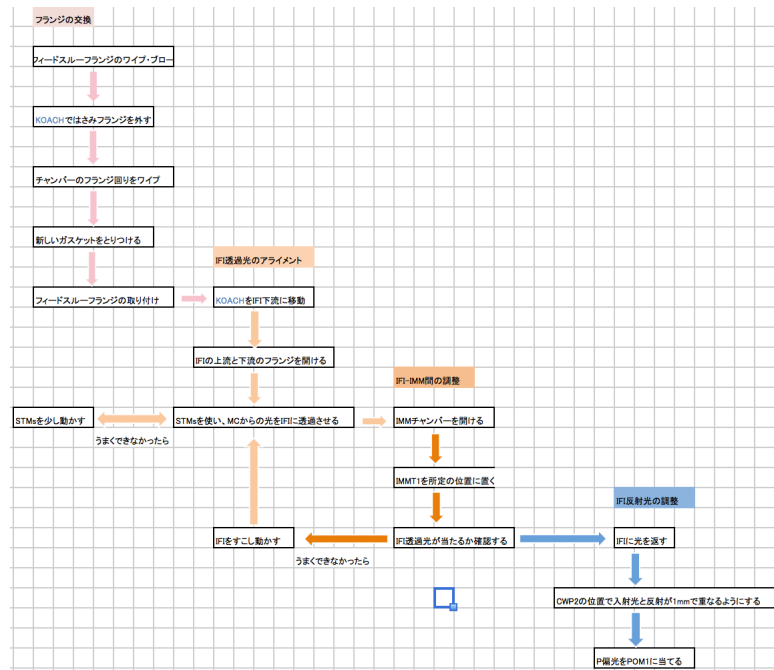 フランジの交換
フィードスルーフランジのワイプ・ブロー
KOACHではさみフランジを外す
チャンバーのフランジ回りをワイプ
新しいガスケットをとりつける
IFI透過光のアライメント
フィードスルーフランジの取り付け
KOACHをIFI下流に移動
IFIの上流と下流のフランジを開ける
IFI-IMM間の調整
STMsを少し動かす
STMsを使い、MCからの光をIFIに透過させる
IMMチャンバーを開ける
うまくできなかったら
IMMT1を所定の位置に置く
IFI反射光の調整
IFIをすこし動かす
IFI透過光が当たるか確認する
IFIに光を返す
うまくできなかったら
CWP2の位置で入射光と反射が1mmで重なるようにする
P偏光をPOM1に当てる